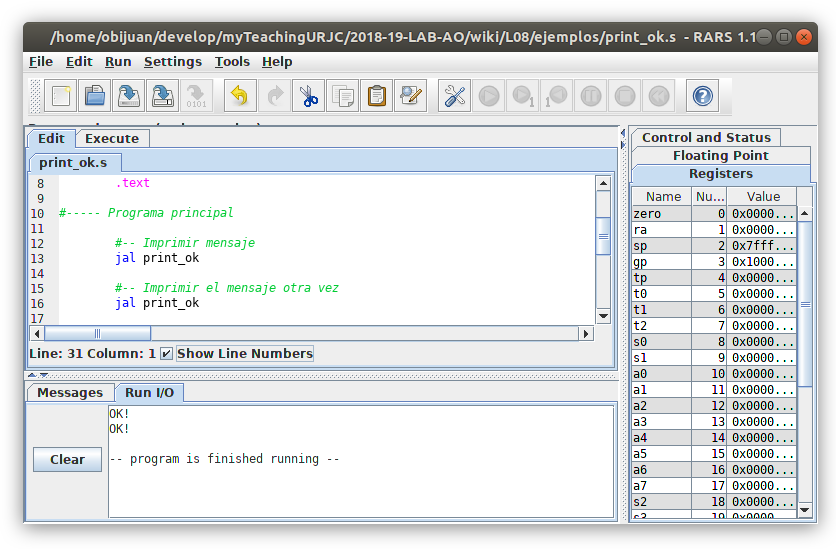 /home/obijuan/develop/myTeachingURJC/2018-19-LAB-AO/wiki/L08/ejemplos/print_ok.s - RARS 1.1
File Edit Run Settings Tools Help
Edit Execute
print_ok.s
8 .text
9
10 #----- Programa principal
11
12 #-- Imprimir mensaje
13 jal print_ok
14
15 #-- Imprimir el mensaje otra vez
16 jal print_ok
17
Line: 31 Column: 1 Show Line Numbers
Messages Run I/O
OK!
OK!
-- program is finished running --
Clear
Control and Status
Floating Point
Registers
Name Nu... Value
zero 0 0x0000...
ra 1 0x0000...
sp 2 0x7fff...
gp 3 0x1000...
tp 4 0x0000...
t0 5 0x0000...
t1 6 0x0000...
t2 7 0x0000...
s0 8 0x0000...
s1 9 0x0000...
a0 10 0x0000...
a1 11 0x0000...
a2 12 0x0000...
a3 13 0x0000...
a4 14 0x0000...
a5 15 0x0000...
a6 16 0x0000...
a7 17 0x0000...
s2 18 0x0000...
s3 19 0x0000...